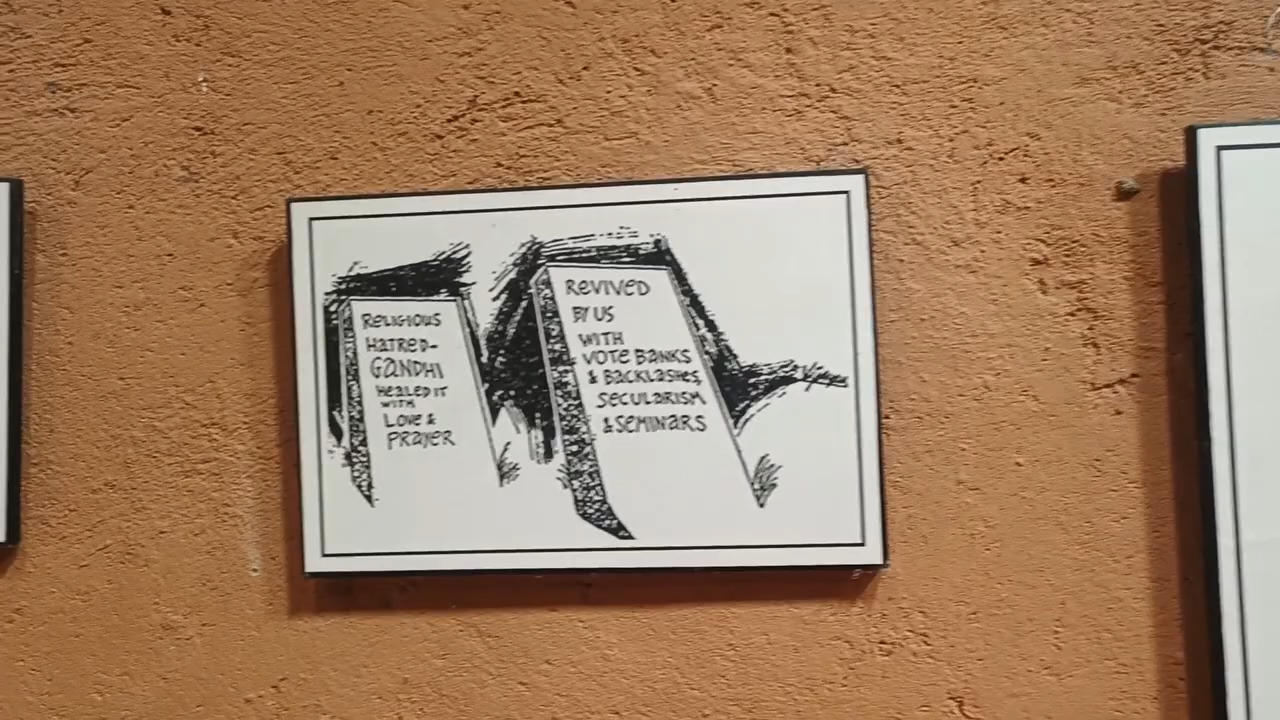 RELIGIOUS
HATRED-
GANDHI
HEALED IT
WITH
LOVE &
PRAYER
REVIVED
BY US
WITH
VOTE BANKS
& BACKLASHES,
SECULARISM
& SEMINARS